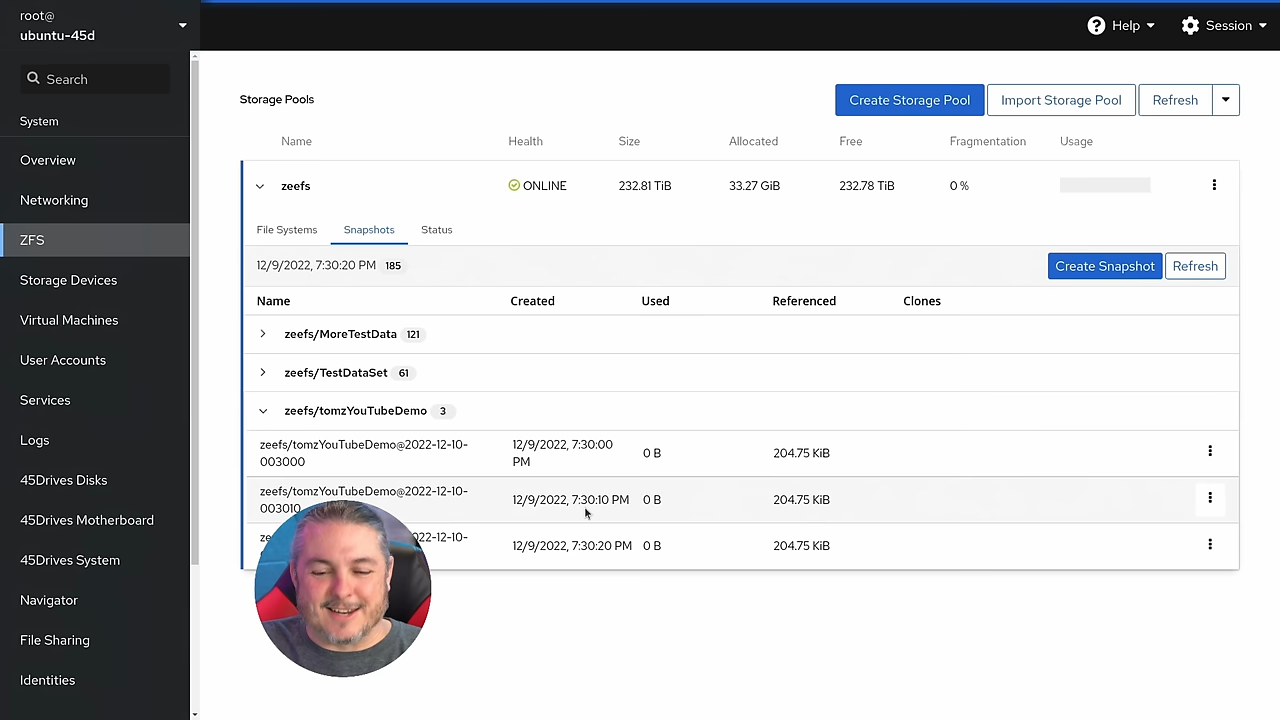 root@
ubuntu-45d
Help
Session
Search
System
Overview
Networking
ZFS
Storage Devices
Virtual Machines
User Accounts
Services
Logs
45Drives Disks
45Drives Motherboard
45Drives System
Navigator
File Sharing
Identities
Storage Pools
Create Storage Pool
Import Storage Pool
Refresh
Name Health Size Allocated Free Fragmentation Usage
zeefs ONLINE 232.81 TiB 33.27 GiB 232.78 TiB 0 %
File Systems Snapshots Status
12/9/2022, 7:30:20 PM 185
Create Snapshot
Refresh
Name Created Used Referenced Clones
zeefs/MoreTestData 121
zeefs/TestDataSet 61
zeefs/tomzYouTubeDemo 3
zeefs/tomzYouTubeDemo@2022-12-10-
003000
12/9/2022, 7:30:00
PM
0 B 204.75 KiB
zeefs/tomzYouTubeDemo@2022-12-10-
003010
12/9/2022, 7:30:10 PM 0 B 204.75 KiB
022-12-10-
12/9/2022, 7:30:20 PM 0 B 204.75 KiB